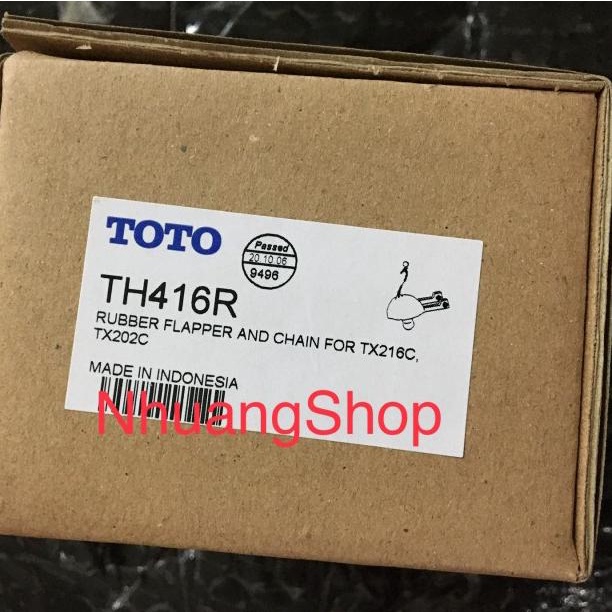 TOTO
Passed
20.10.06
9496
TH416R
RUBBER FLAPPER AND CHAIN FOR TX216C,
TX202C
MADE IN INDONESIA
NhuangShop